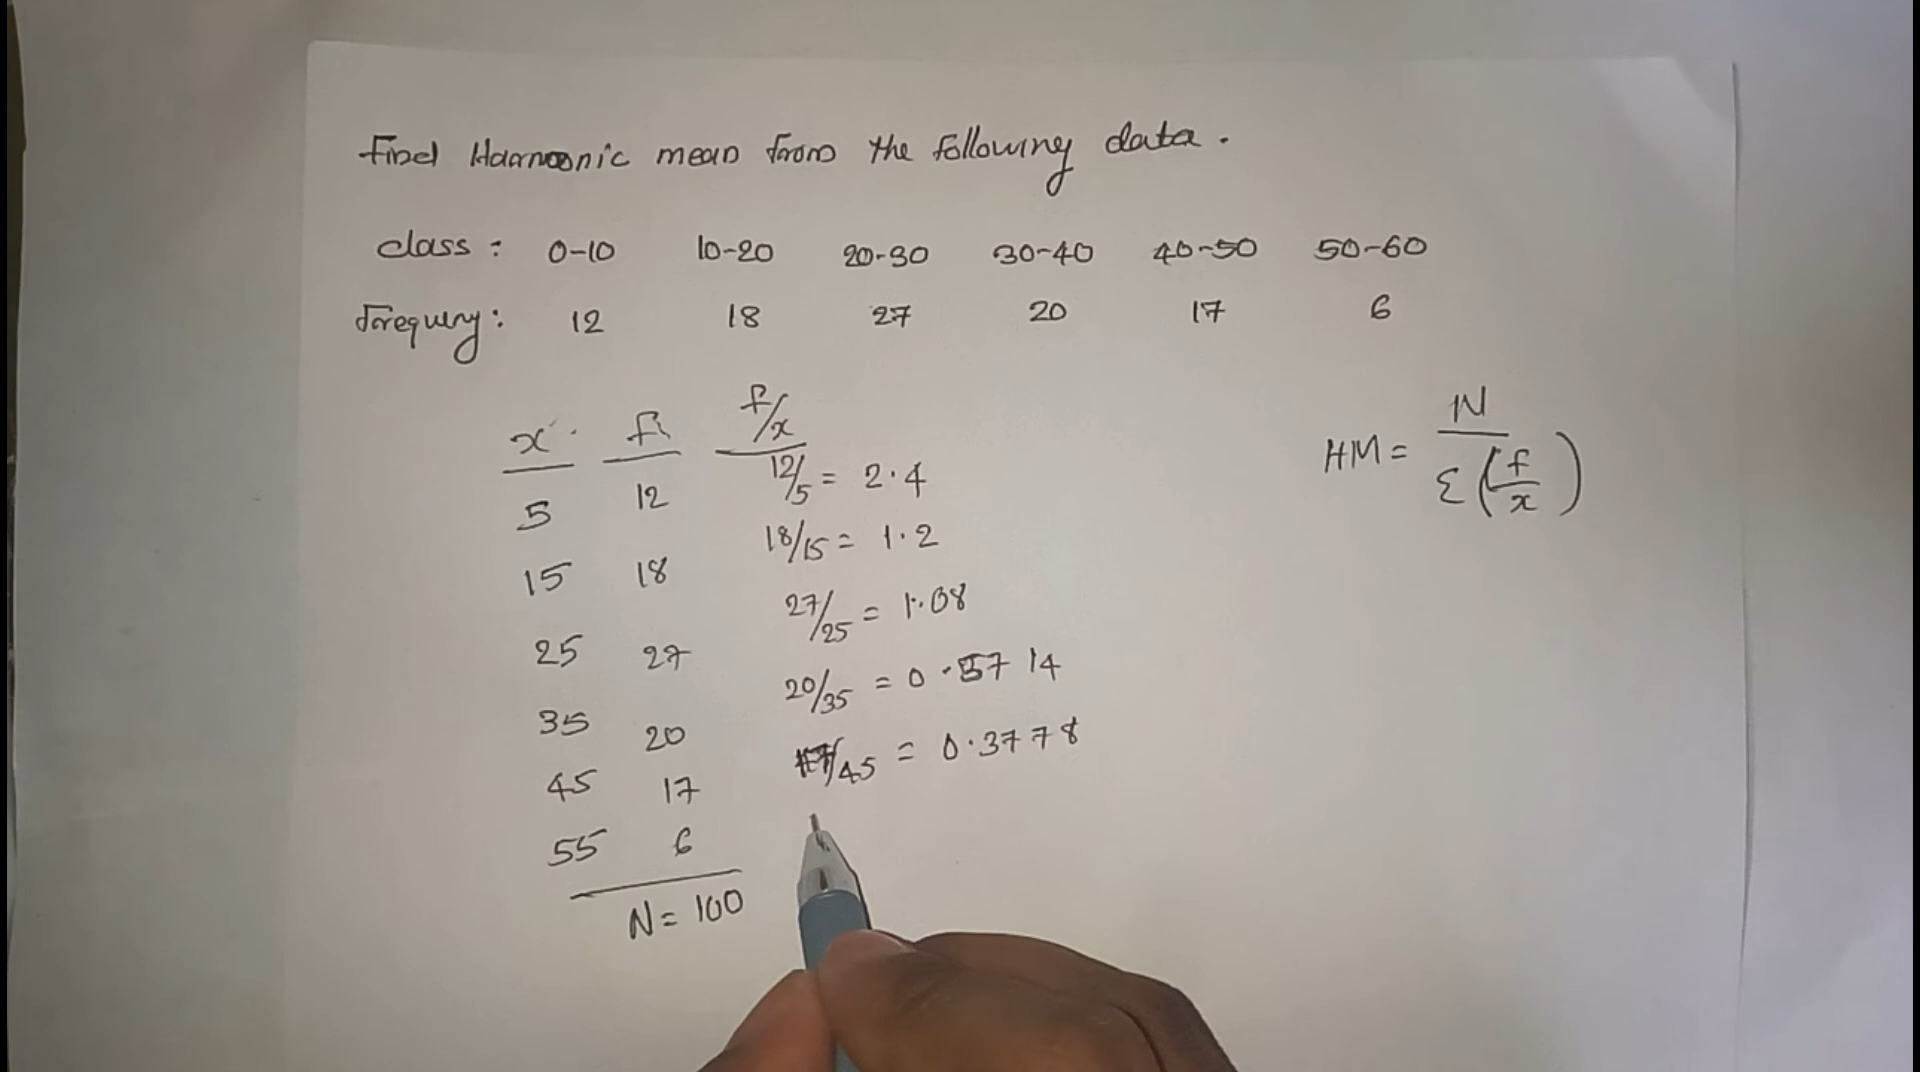 Find Harmonic mean from the following data.
class: 0-10 10-20 20-30 30-40 40-50 50-60
frequency: 12 18 27 20 17 6
x f f/x
5 12 12/5 = 2.4
15 18 18/15 = 1.2
25 27 27/25 = 1.08
35 20 20/35 = 0.5714
45 17 17/45 = 0.3778
55 6
N = 100
HM = N / Σ(f/x)